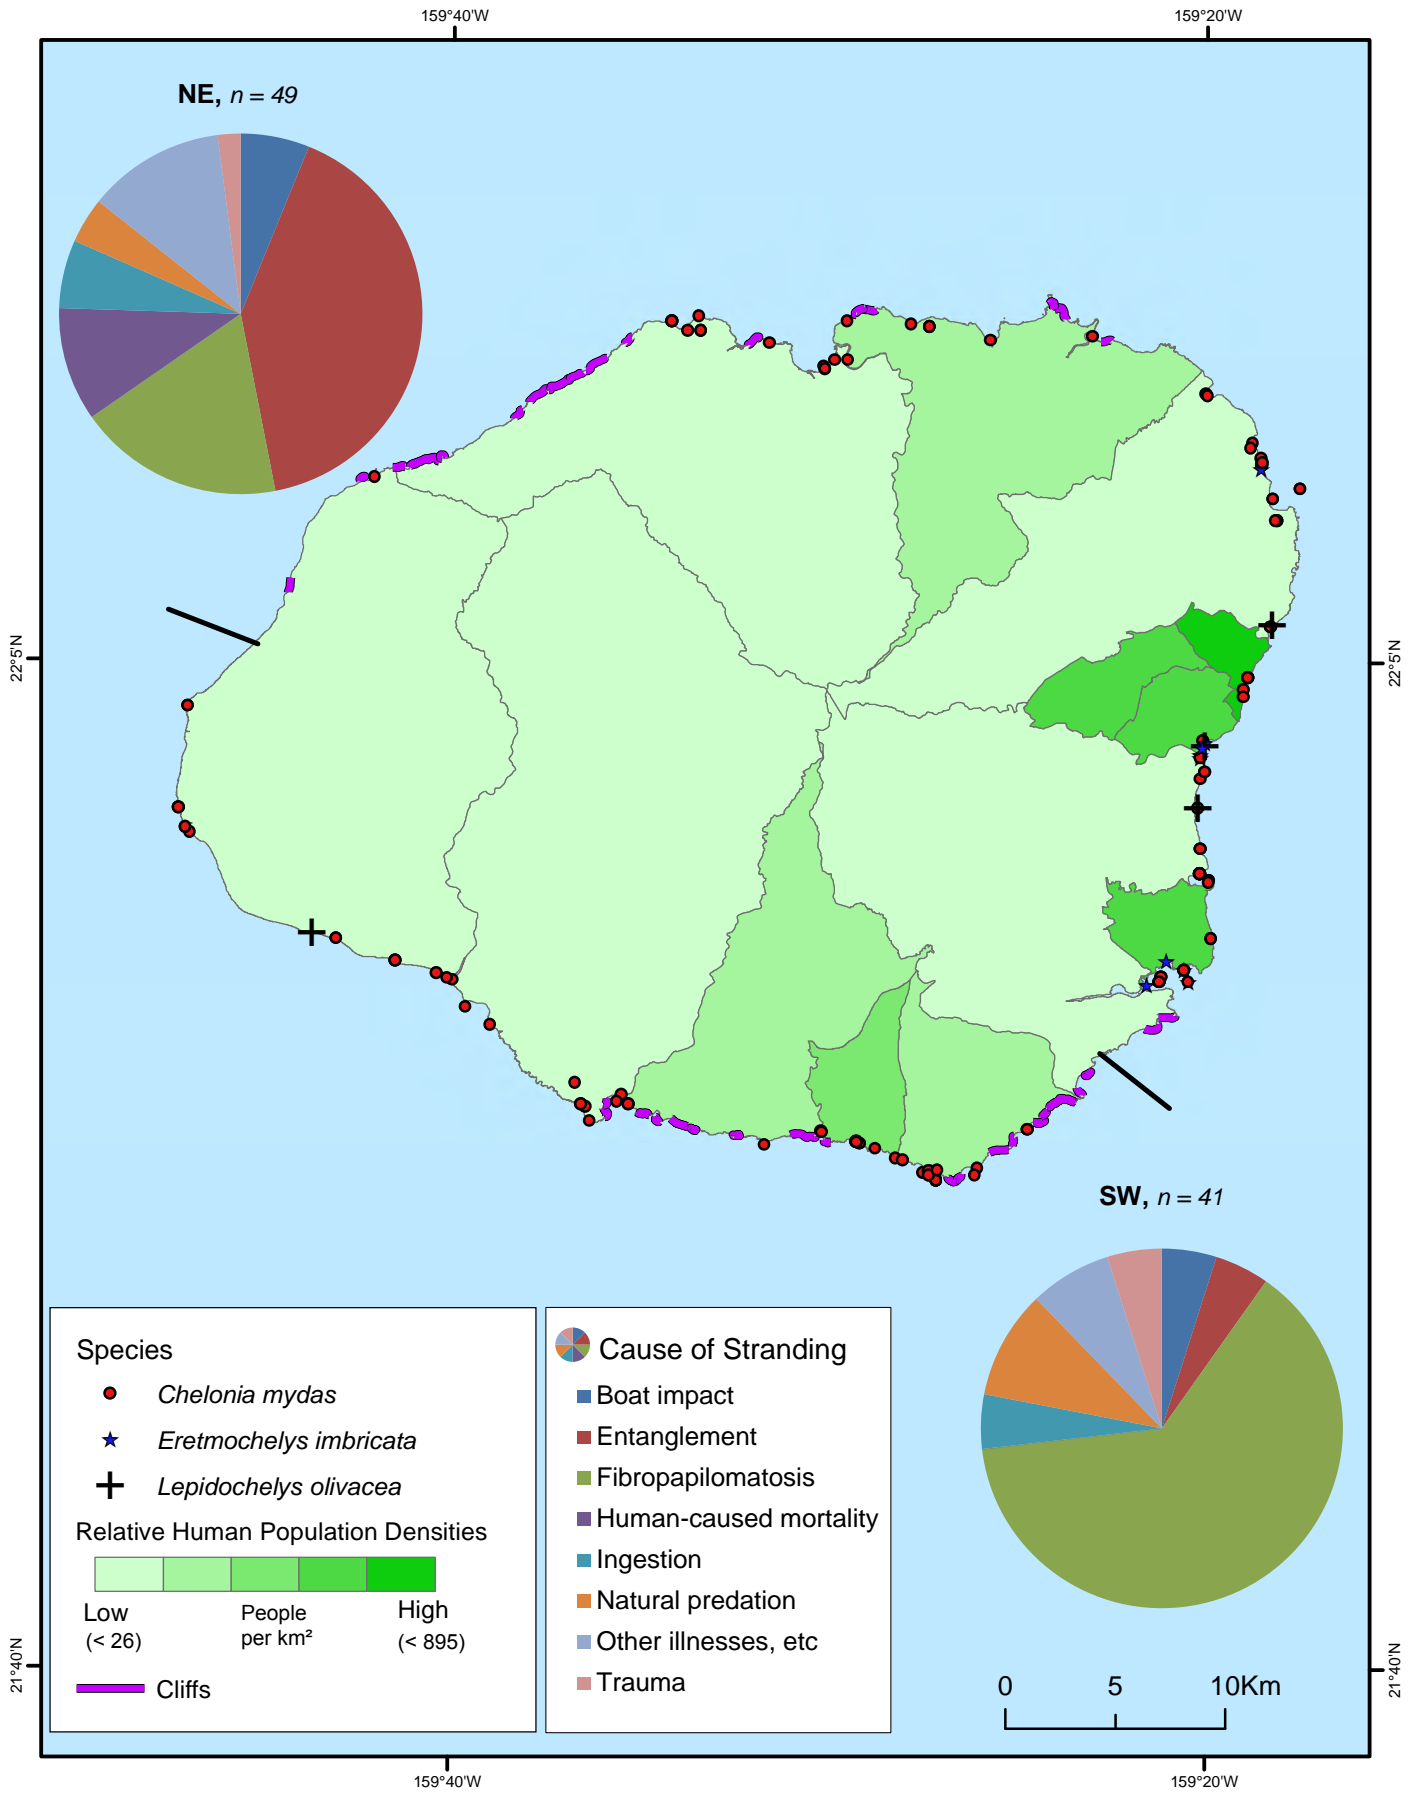 159°40'W
159°20'W
NE, n = 49
22°5'N
22°5'N
SW, n = 41
Species
Chelonia mydas
Eretmochelys imbricata
Lepidochelys olivacea
Relative Human Population Densities
Low
(< 26)
People
per km²
High
(< 895)
Cliffs
Cause of Stranding
Boat impact
Entanglement
Fibropapilomatosis
Human-caused mortality
Ingestion
Natural predation
Other illnesses, etc
Trauma
0 5 10Km
21°40'N
21°40'N
159°40'W
159°20'W